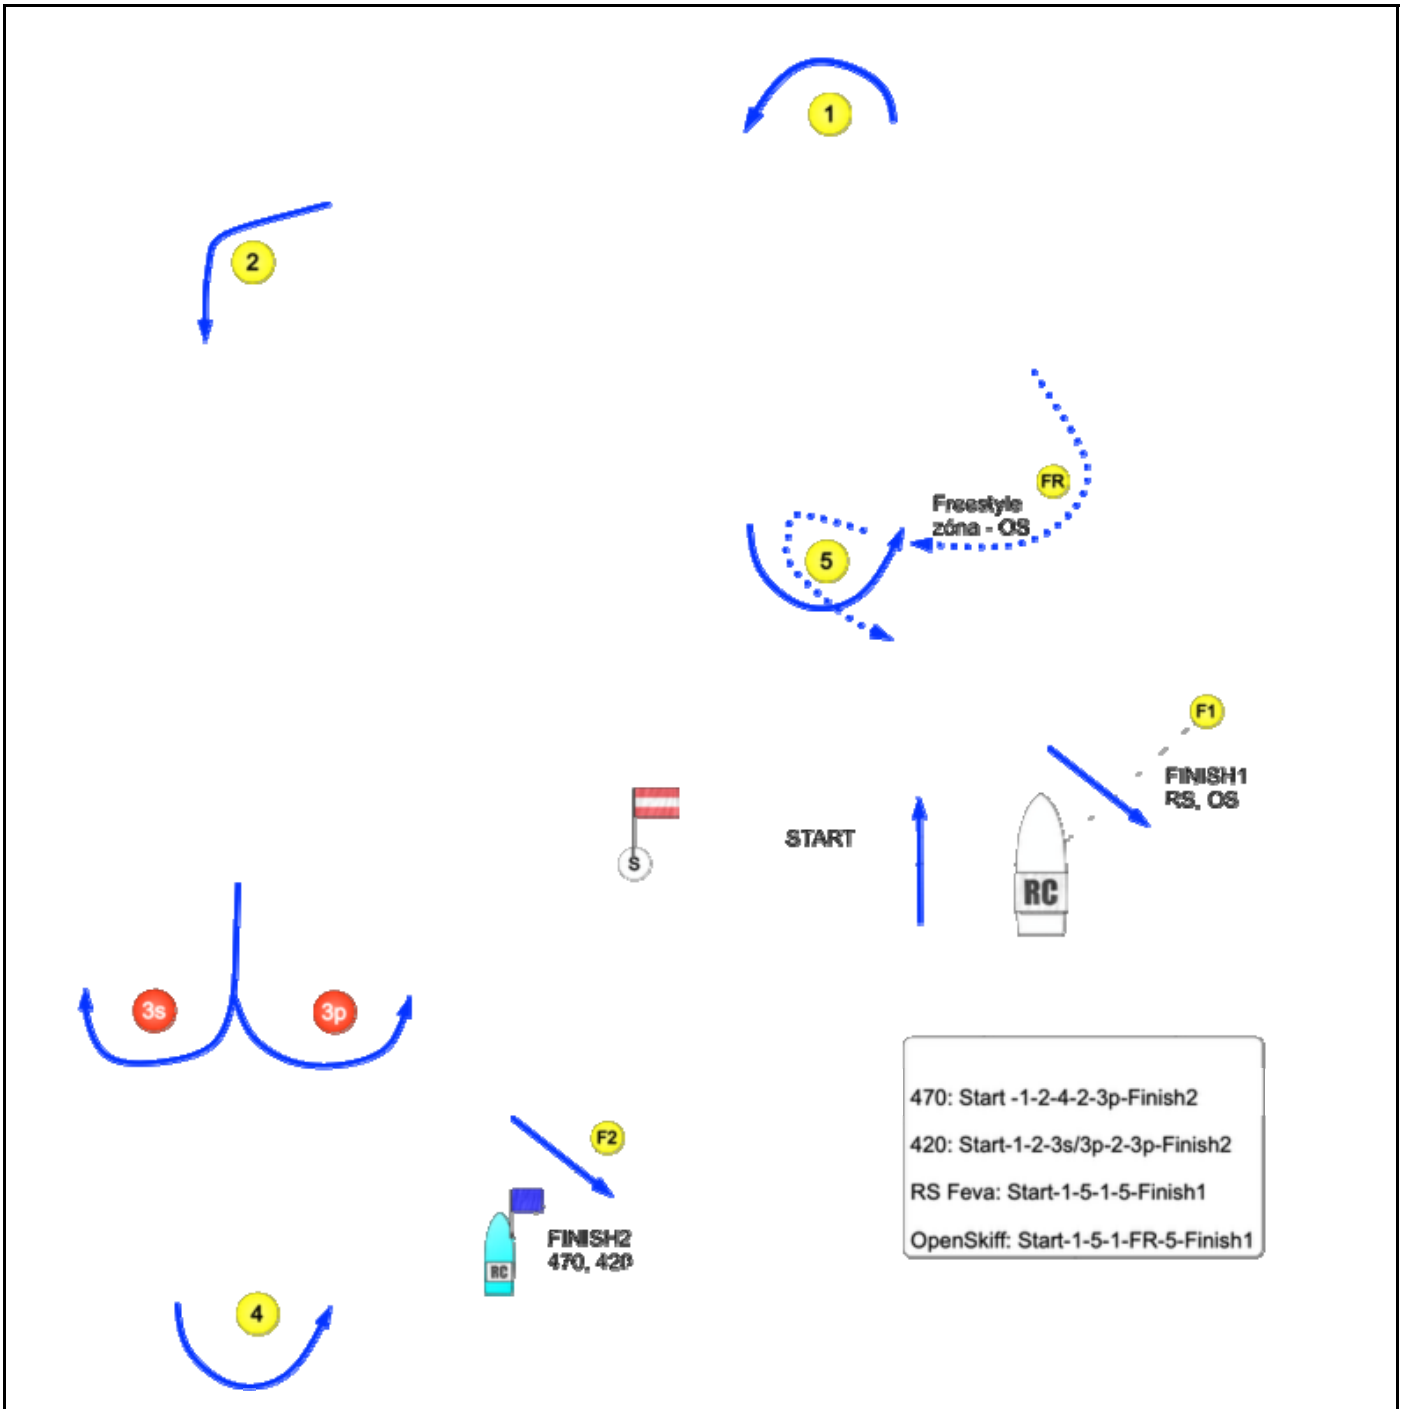 1
2
FR
Freestyle
zóna - OS
5
F1
FINISH1
RS, OS
START
S
RC
3s
3p
470: Start -1-2-4-2-3p-Finish2
420: Start-1-2-3s/3p-2-3p-Finish2
RS Feva: Start-1-5-1-5-Finish1
OpenSkiff: Start-1-5-1-FR-5-Finish1
F2
FINISH2
470, 420
RC
4